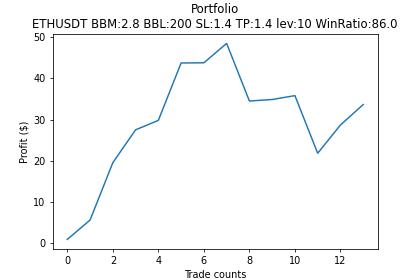 Portfolio
ETHUSDT BBM:2.8 BBL:200 SL:1.4 TP:1.4 lev:10 WinRatio:86.0
50
40
30
20
10
0
Profit ($)
0 2 4 6 8 10 12
Trade counts